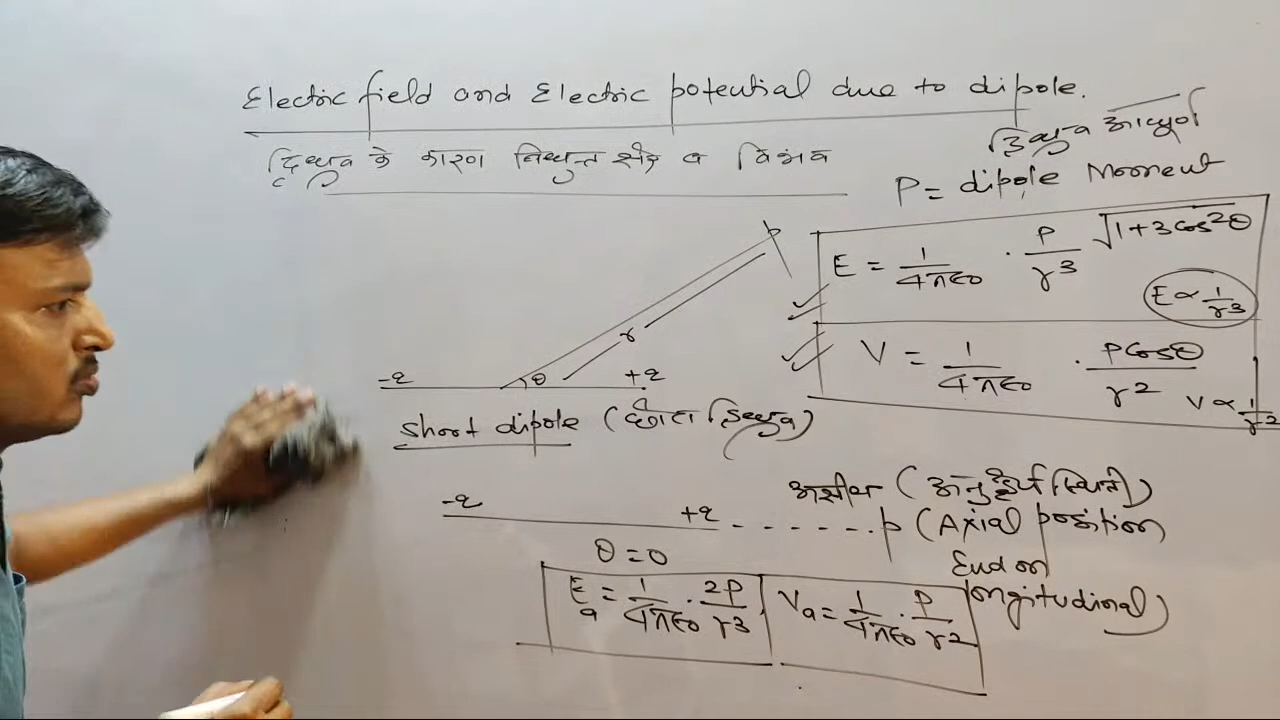 Electric field and Electric potential due to dipole.
द्विध्रुव के कारण विद्युत क्षेत्र व विभव
द्विध्रुव आघूर्ण
P = dipole Moment
E = 1/4πε0 · P/r3 √1+3cos2θ
E ∝ 1/r3
V = 1/4πε0 · Pcosθ/r2
V ∝ 1/r2
P
r
-q θ +q
short dipole (छोटा द्विध्रुव)
अक्षीय (अनुदैर्ध्य स्थिति)
-q +q P (Axial position
θ=0 End on
longitudional)
Ea = 1/4πε0 · 2P/r3 Va = 1/4πε0 · P/r2